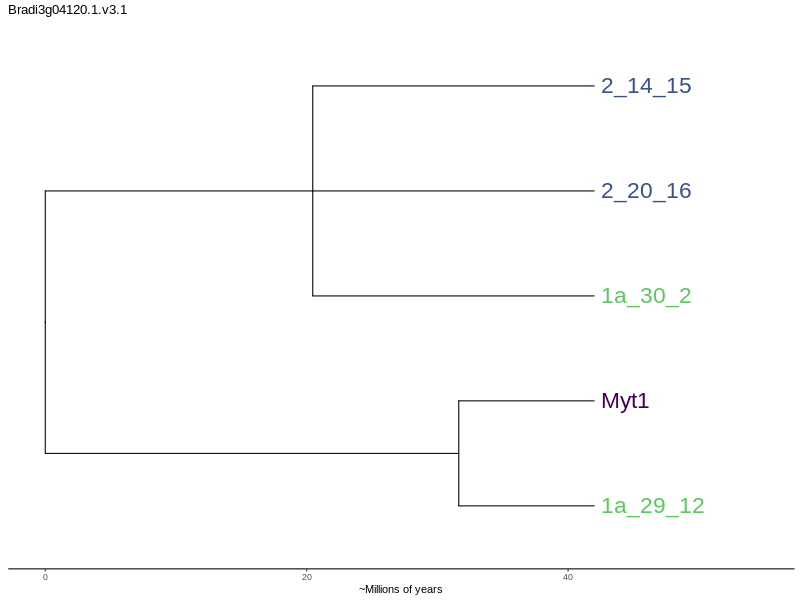 Bradi3g04120.1.v3.1
2_14_15
2_20_16
1a_30_2
Myt1
1a_29_12
0 20 40
~Millions of years